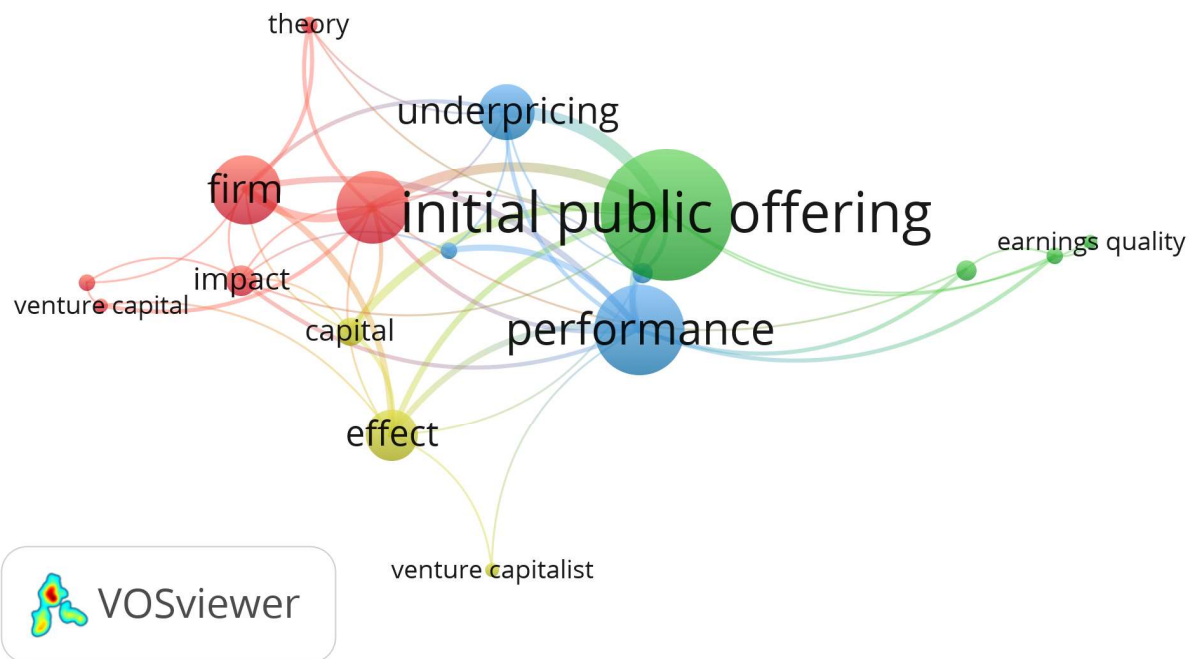 theory
underpricing
firm
initial public offering
earnings quality
impact
venture capital
capital
performance
effect
venture capitalist
VOSviewer